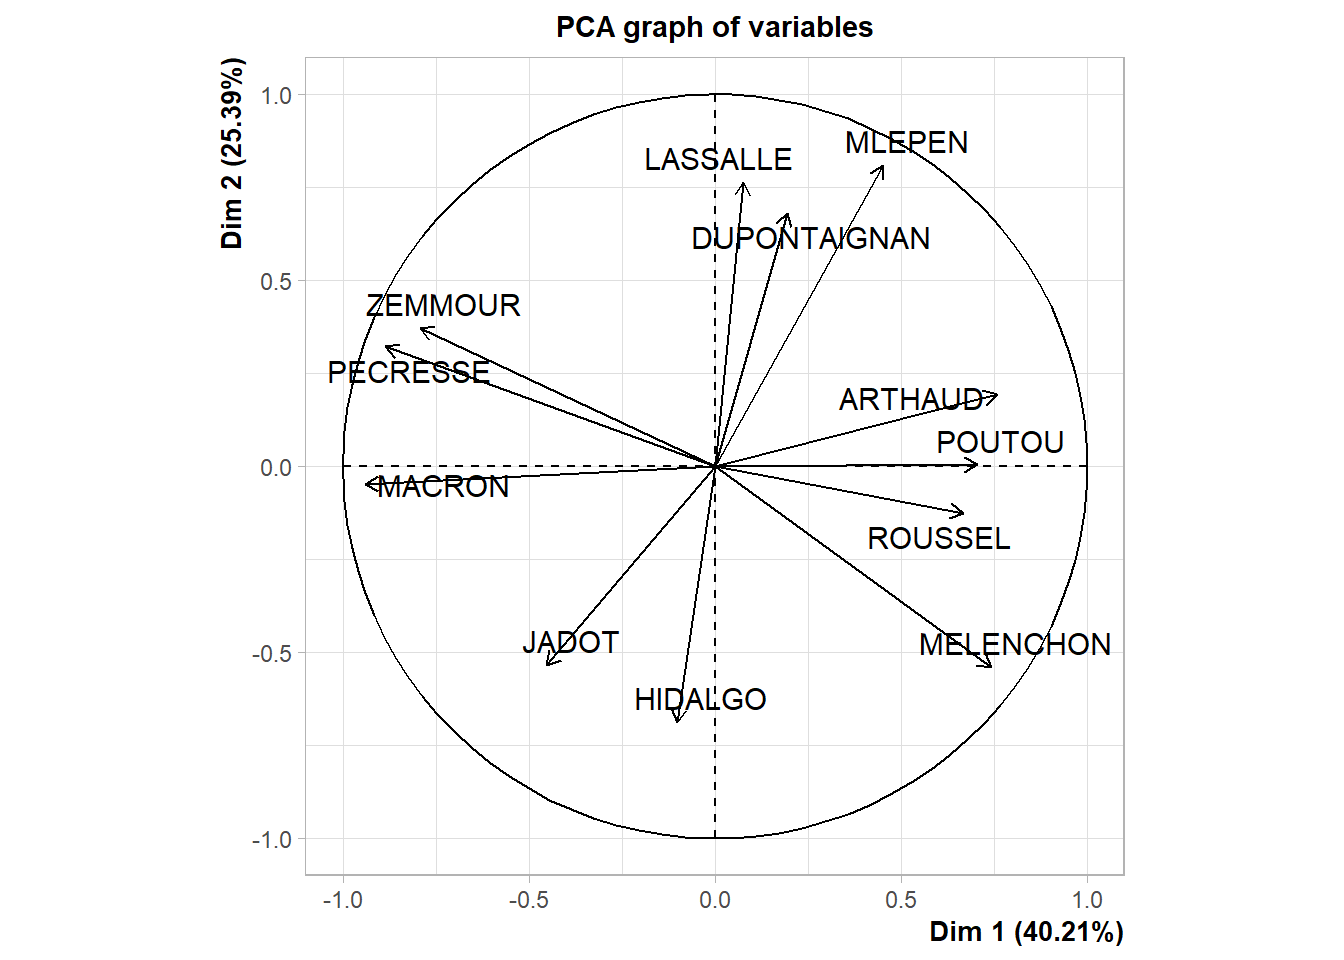 PCA graph of variables
Dim 2 (25.39%)
1.0
0.5
0.0
-0.5
-1.0
MLEPEN
LASSALLE
DUPONTAIGNAN
ZEMMOUR
PECRESSE
ARTHAUD
POUTOU
MACRON
ROUSSEL
JADOT
MELENCHON
HIDALGO
-1.0
-0.5
0.0
0.5
1.0
Dim 1 (40.21%)